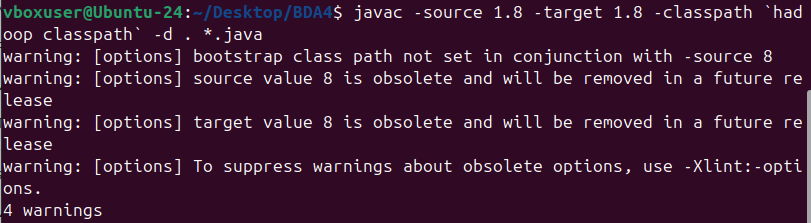 vboxuser@Ubuntu-24:~/Desktop/BDA4$ javac -source 1.8 -target 1.8 -classpath `had
oop classpath` -d . *.java
warning: [options] bootstrap class path not set in conjunction with -source 8
warning: [options] source value 8 is obsolete and will be removed in a future re
lease
warning: [options] target value 8 is obsolete and will be removed in a future re
lease
warning: [options] To suppress warnings about obsolete options, use -Xlint:-opti
ons.
4 warnings